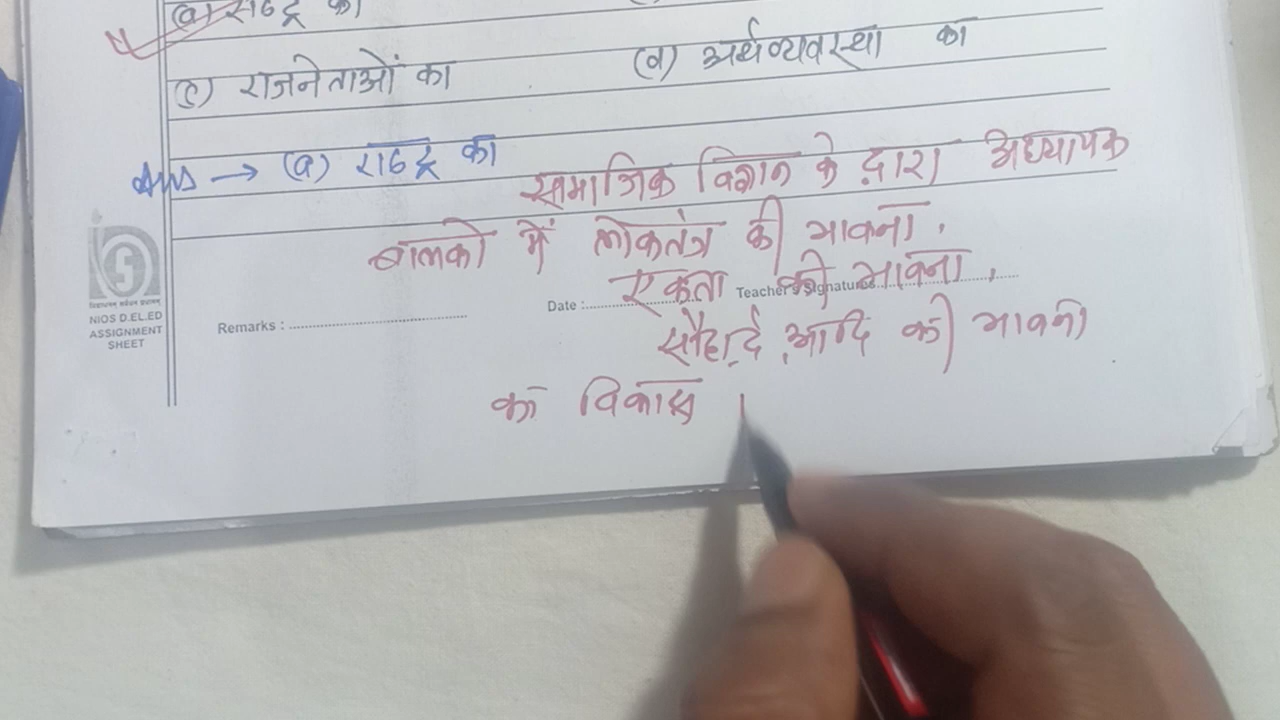 (a) राष्ट्र का
(c) राजनेताओं का (d) अर्थव्यवस्था का
Ans → (a) राष्ट्र का
सामाजिक विज्ञान के द्वारा अध्यापक
बालकों में लोकतंत्र की भावना,
एकता की भावना,
सौहार्द आदि की भावना
का विकास
Date : Teacher's Signature
Remarks :
NIOS D.EL.ED
ASSIGNMENT
SHEET